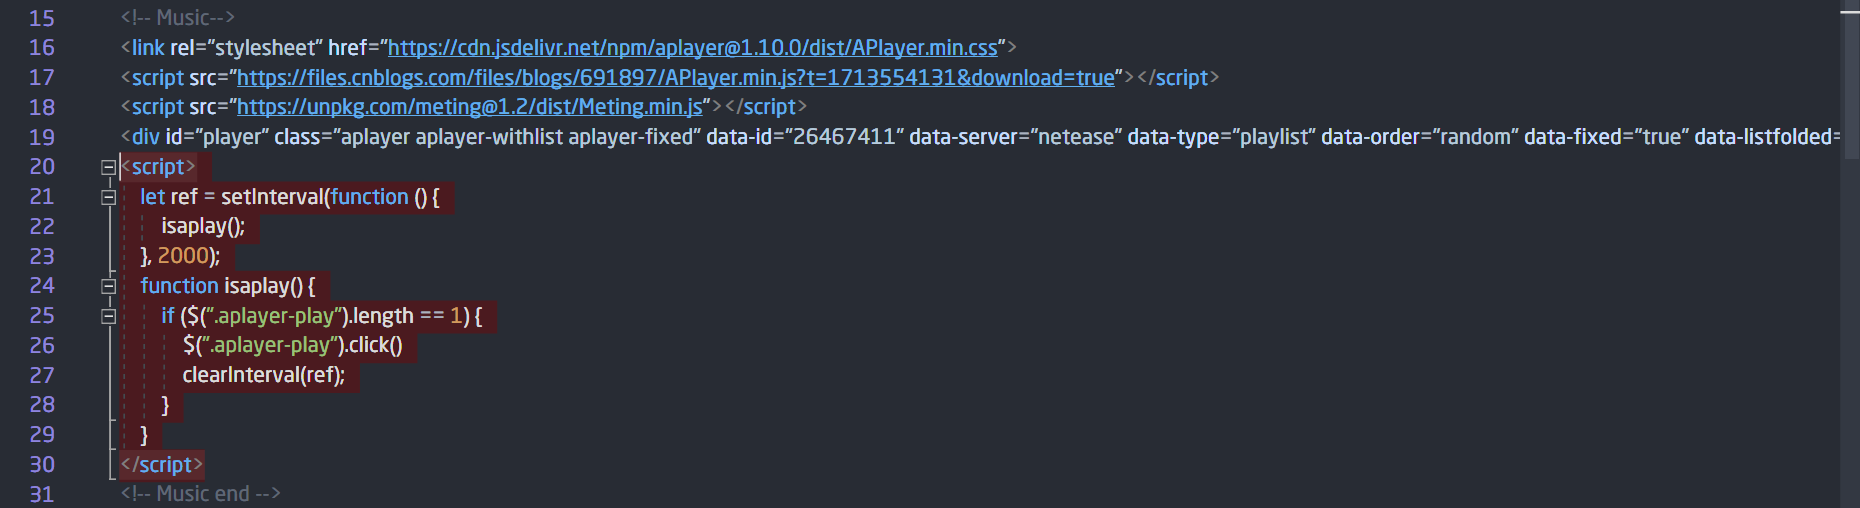 15 <!-- Music-->
16 <link rel="stylesheet" href="https://cdn.jsdelivr.net/npm/aplayer@1.10.0/dist/APlayer.min.css">
17 <script src="https://files.cnblogs.com/files/blogs/691897/APlayer.min.js?t=1713554131&download=true"></script>
18 <script src="https://unpkg.com/meting@1.2/dist/Meting.min.js"></script>
19 <div id="player" class="aplayer aplayer-withlist aplayer-fixed" data-id="26467411" data-server="netease" data-type="playlist" data-order="random" data-fixed="true" data-listfolded=
20 <script>
21 let ref = setInterval(function () {
22 isaplay();
23 }, 2000);
24 function isaplay() {
25 if ($(".aplayer-play").length == 1) {
26 $(".aplayer-play").click()
27 clearInterval(ref);
28 }
29 }
30 </script>
31 <!-- Music end -->